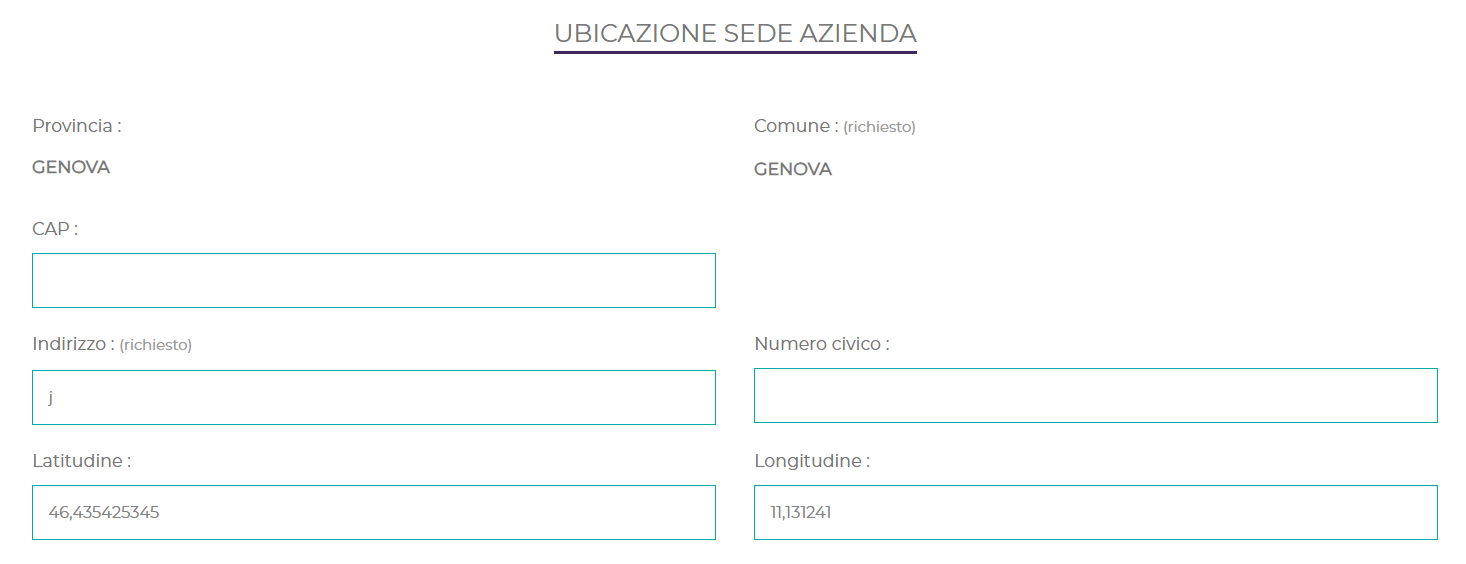 UBICAZIONE SEDE AZIENDA
Provincia :
GENOVA
Comune : (richiesto)
GENOVA
CAP :
Indirizzo : (richiesto)
j
Numero civico :
Latitudine :
46,435425345
Longitudine :
11,131241